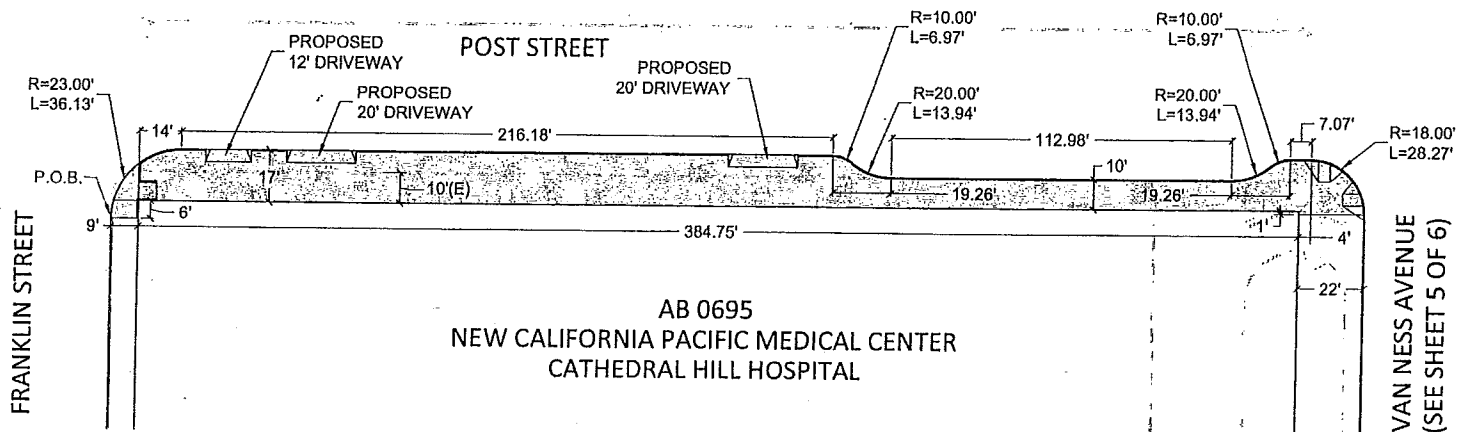 POST STREET
R=10.00'
L=6.97'
R=10.00'
L=6.97'
PROPOSED
12' DRIVEWAY
PROPOSED
20' DRIVEWAY
PROPOSED
20' DRIVEWAY
R=23.00'
L=36.13'
R=20.00'
L=13.94'
R=20.00'
L=13.94'
7.07'
R=18.00'
L=28.27'
14'
216.18'
112.98'
P.O.B.
17'
10'(E)
10'
19.26'
19.26'
6'
9'
384.75'
1'
4'
22'
FRANKLIN STREET
AB 0695
NEW CALIFORNIA PACIFIC MEDICAL CENTER
CATHEDRAL HILL HOSPITAL
VAN NESS AVENUE
(SEE SHEET 5 OF 6)